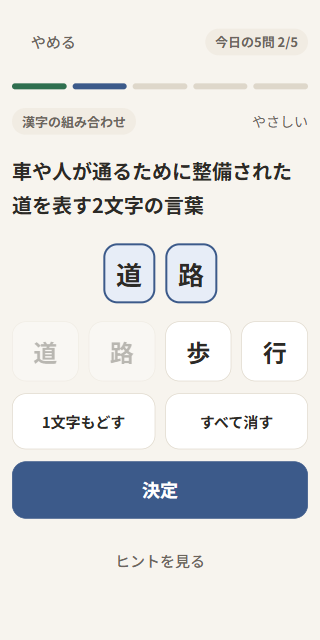 やめる
今日の5問 2/5
漢字の組み合わせ
やさしい
車や人が通るために整備された
道を表す2文字の言葉
道 路
道 路 歩 行
1文字もどす
すべて消す
決定
ヒントを見る